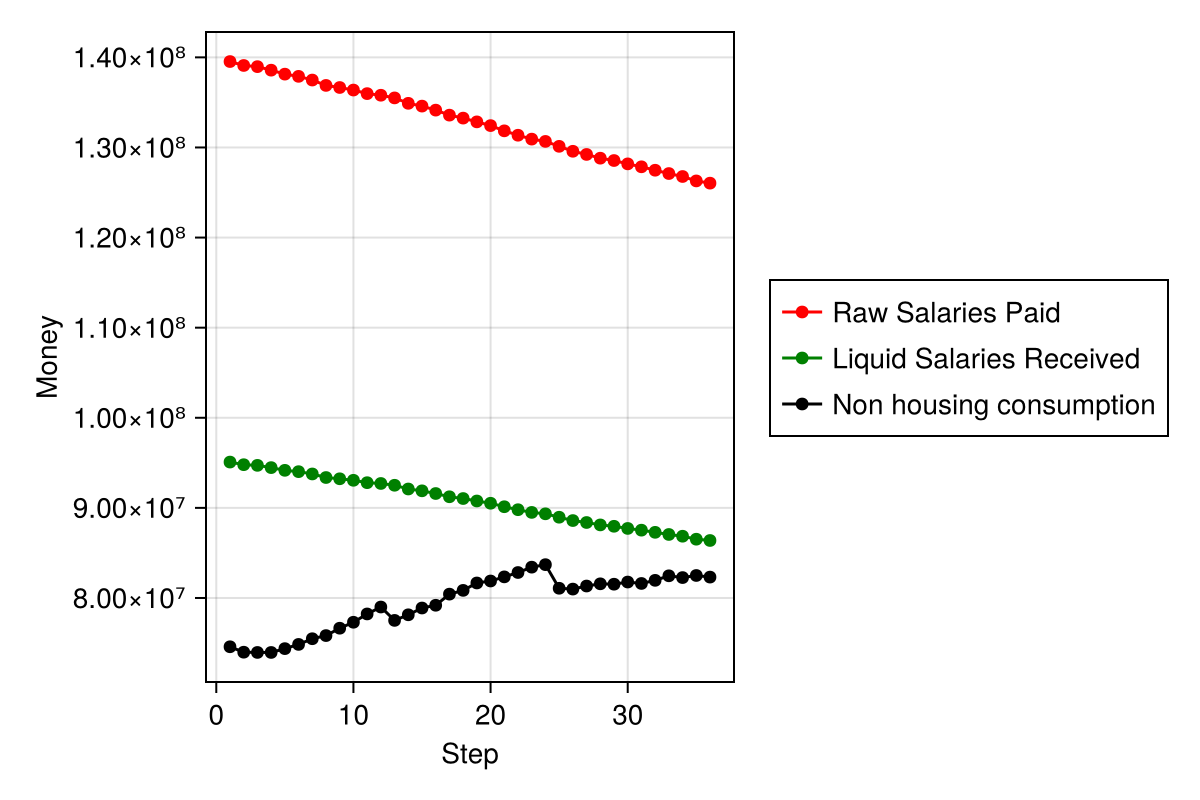 1.40×10⁸
1.30×10⁸
1.20×10⁸
1.10×10⁸
1.00×10⁸
9.00×10⁷
8.00×10⁷
Money
0 10 20 30
Step
Raw Salaries Paid
Liquid Salaries Received
Non housing consumption